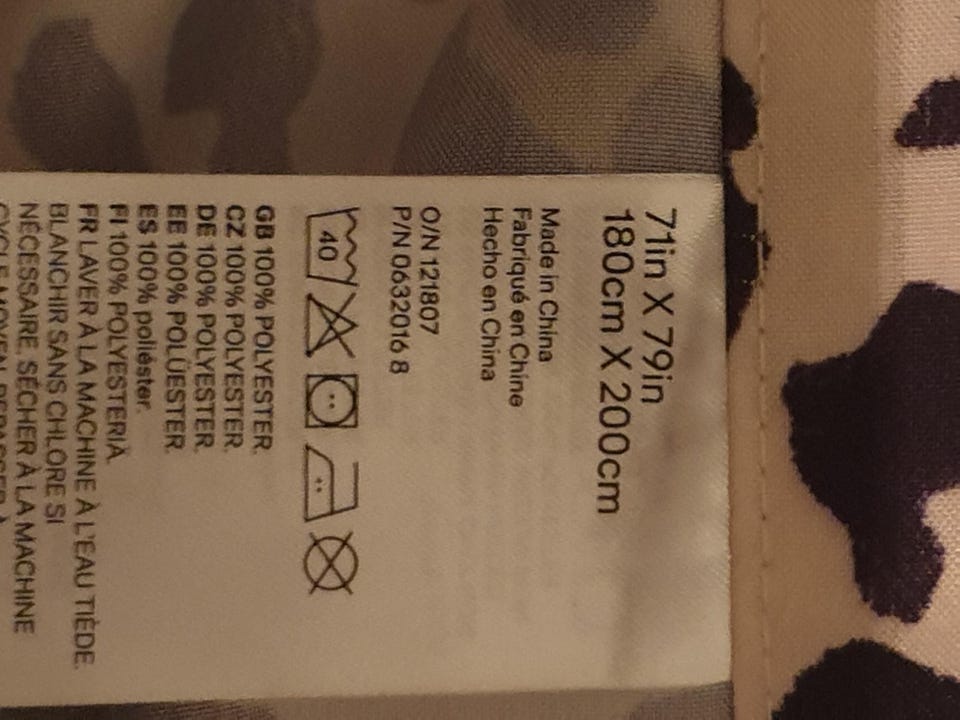 71in X 79in
180cm X 200cm
Made in China
Fabriqué en Chine
Hecho en China
O/N 121807
P/N 0632016 8
40
GB 100% POLYESTER.
CZ 100% POLYESTER.
DE 100% POLYESTER.
EE 100% POLÜESTER.
ES 100% poliéster.
FI 100% POLYESTERIÄ.
FR LAVER À LA MACHINE À L'EAU TIÈDE.
BLANCHIR SANS CHLORE SI
NÉCESSAIRE. SÉCHER À LA MACHINE